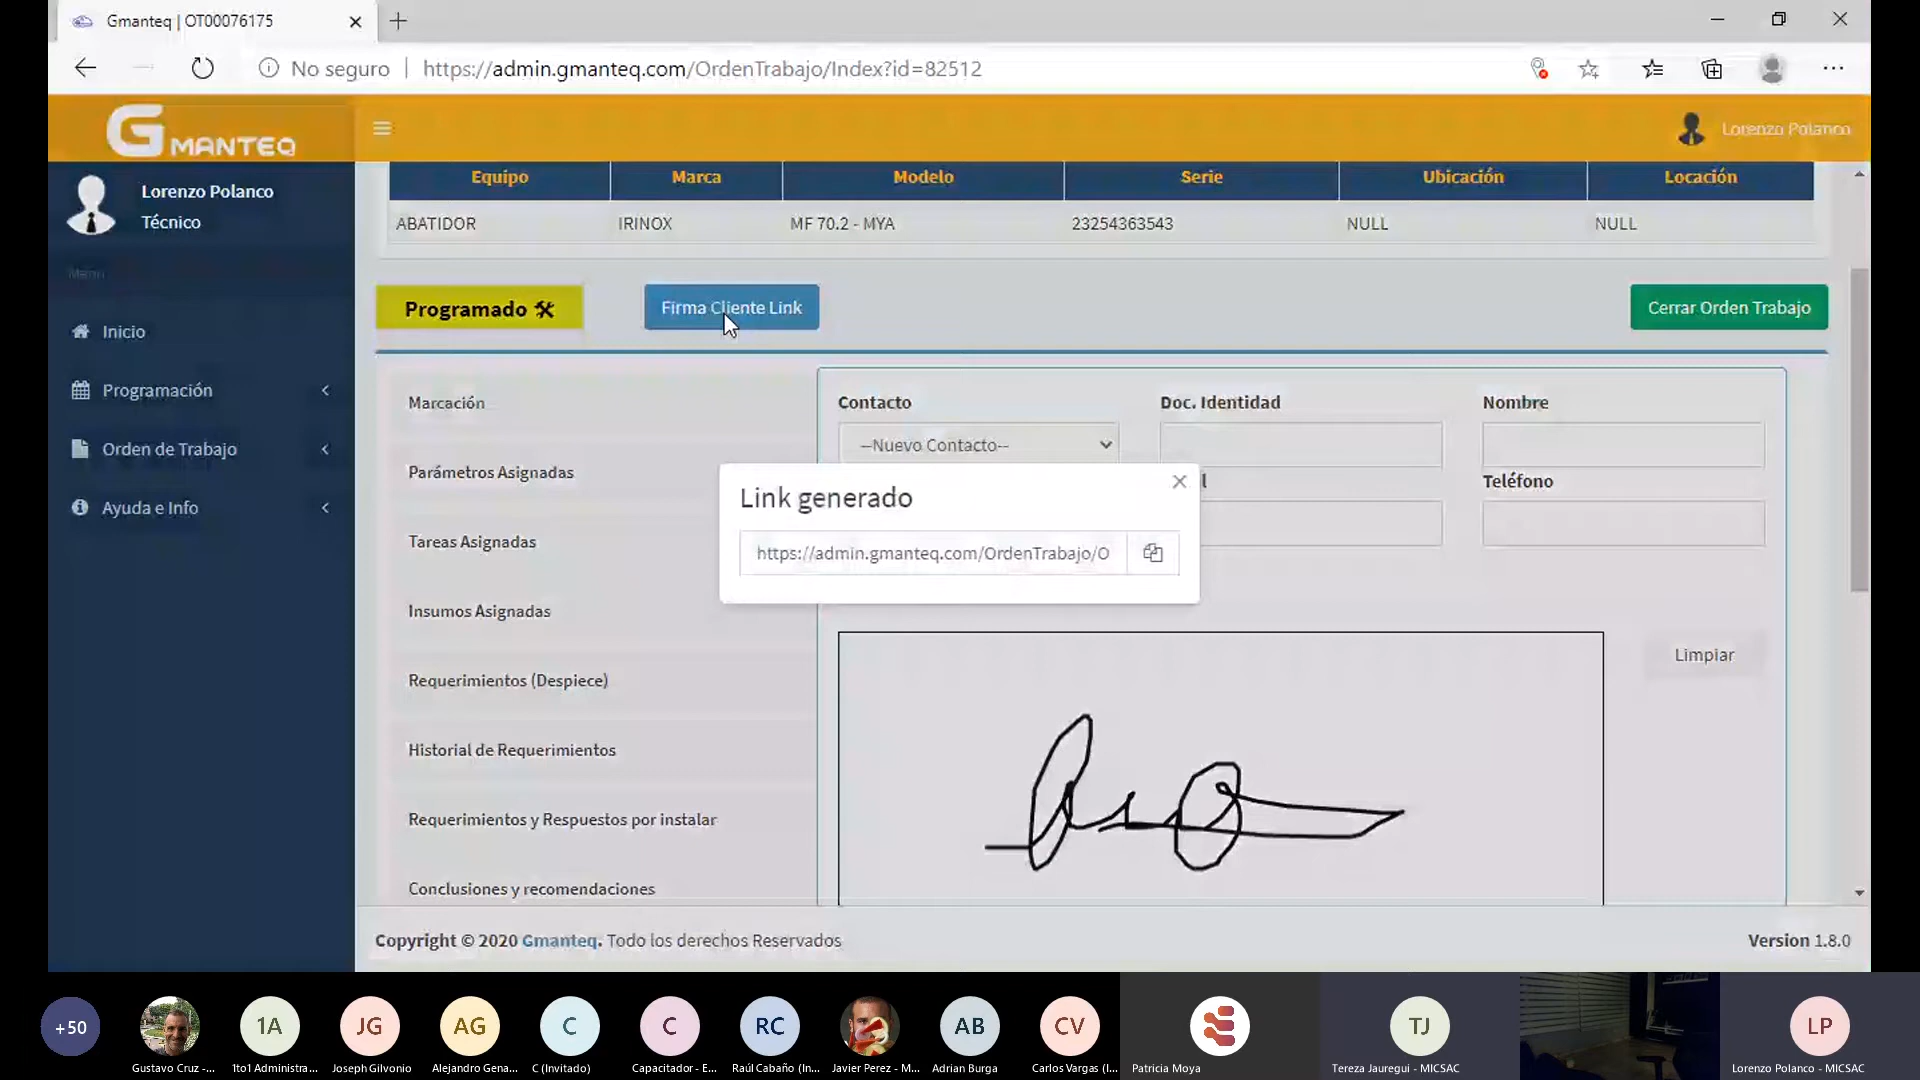 Gmanteq | OT00076175
No seguro | https://admin.gmanteq.com/OrdenTrabajo/Index?id=82512
GMANTEQ
Lorenzo Polanco
Lorenzo Polanco
Técnico
Menu
Inicio
Programación
Orden de Trabajo
Ayuda e Info
Equipo Marca Modelo Serie Ubicación Locación
ABATIDOR IRINOX MF 70.2 - MYA 23254363543 NULL NULL
Programado
Firma Cliente Link
Cerrar Orden Trabajo
Marcación
Parámetros Asignadas
Tareas Asignadas
Insumos Asignadas
Requerimientos (Despiece)
Historial de Requerimientos
Requerimientos y Respuestos por instalar
Conclusiones y recomendaciones
Contacto Doc. Identidad Nombre
--Nuevo Contacto--
l Teléfono
Link generado
https://admin.gmanteq.com/OrdenTrabajo/O
Limpiar
Copyright © 2020 Gmanteq. Todo los derechos Reservados
Version 1.8.0
+50 1A JG AG C C RC AB CV TJ LP
Gustavo Cruz -... 1to1 Administra... Joseph Gilvonio Alejandro Gena... C (Invitado) Capacitador - E... Raúl Cabaño (In... Javier Perez - M... Adrian Burga Carlos Vargas (I... Patricia Moya Tereza Jauregui - MICSAC Lorenzo Polanco - MICSAC